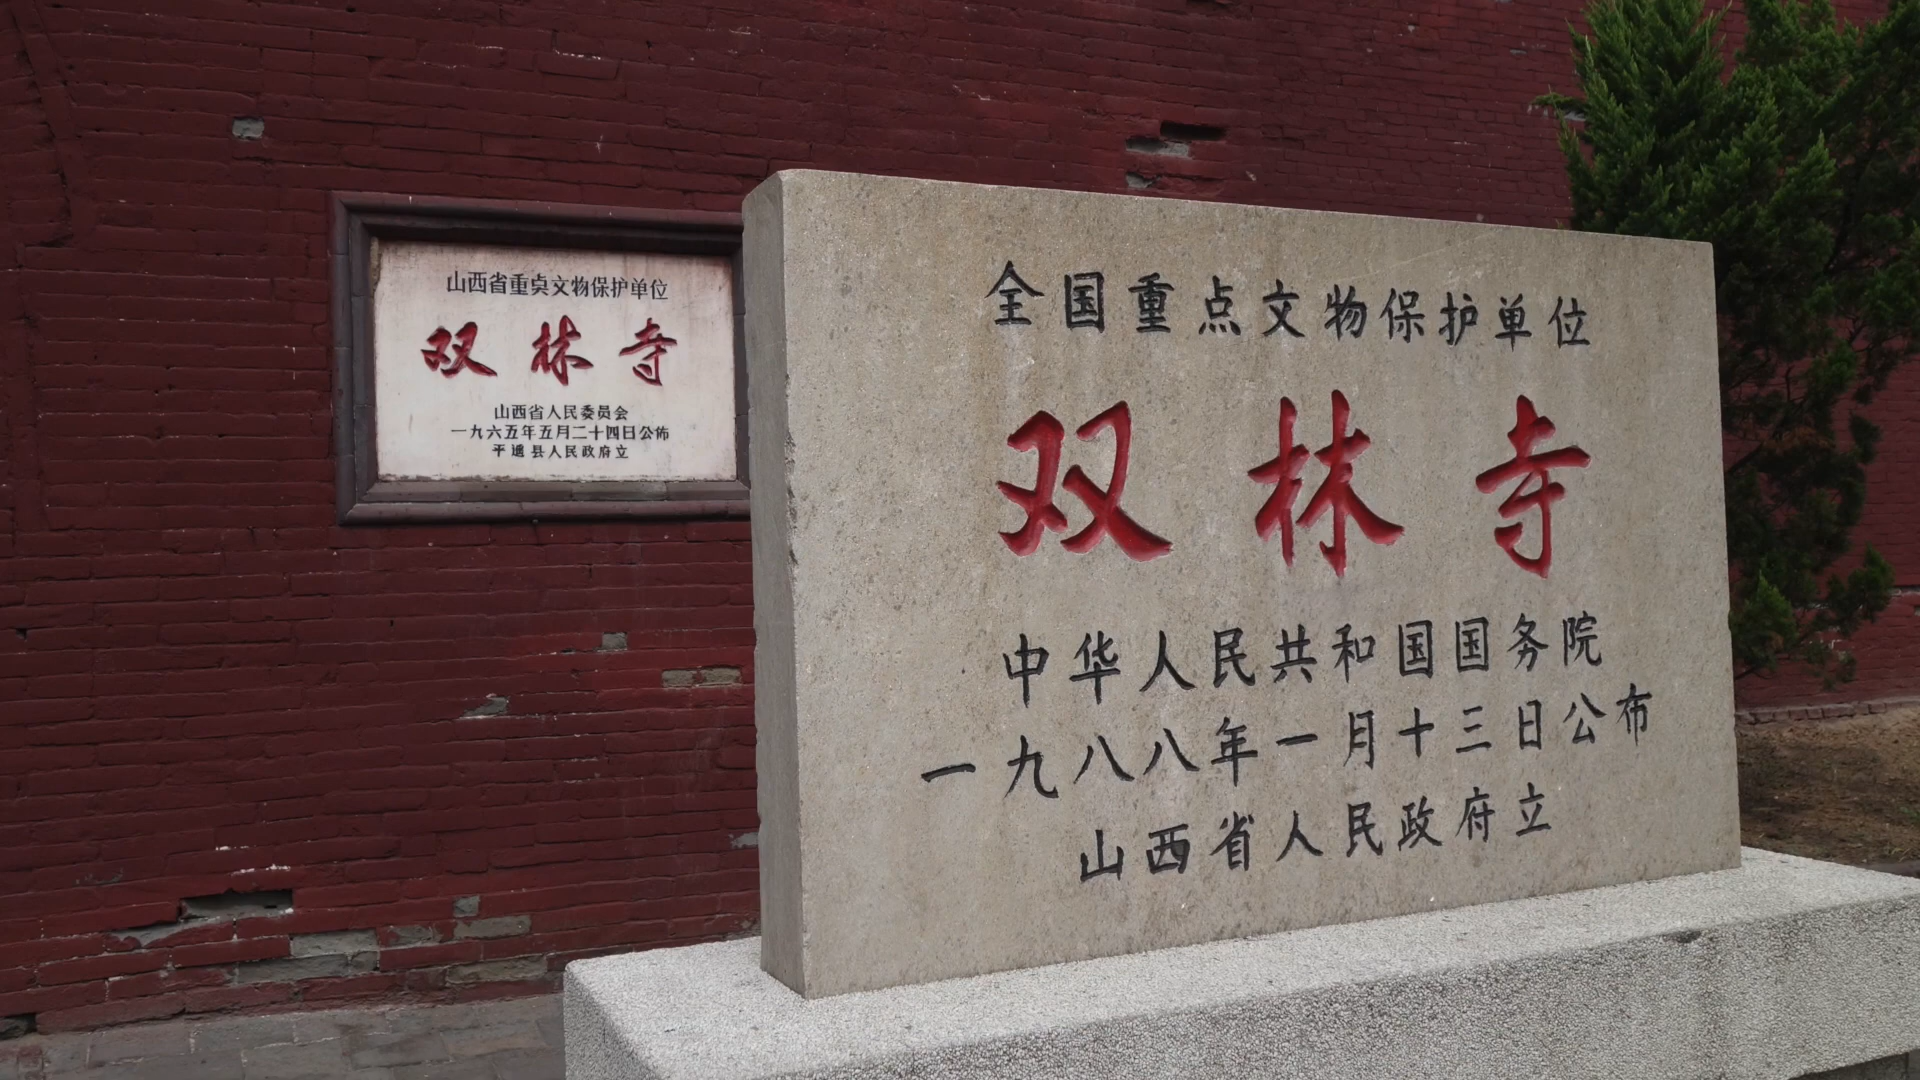 山西省重点文物保护单位
双林寺
山西省人民委员会
一九六五年五月二十四日公佈
平遥县人民政府立
全国重点文物保护单位
双林寺
中华人民共和国国务院
一九八八年一月十三日公布
山西省人民政府立